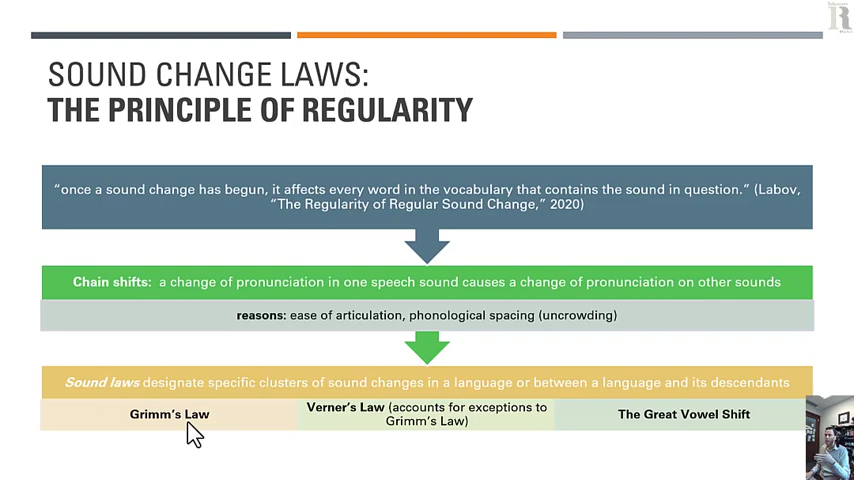 SOUND CHANGE LAWS:
THE PRINCIPLE OF REGULARITY
“once a sound change has begun, it affects every word in the vocabulary that contains the sound in question.” (Labov,
“The Regularity of Regular Sound Change,” 2020)
Chain shifts: a change of pronunciation in one speech sound causes a change of pronunciation on other sounds
reasons: ease of articulation, phonological spacing (uncrowding)
Sound laws designate specific clusters of sound changes in a language or between a language and its descendants
Grimm’s Law
Verner’s Law (accounts for exceptions to
Grimm’s Law)
The Great Vowel Shift